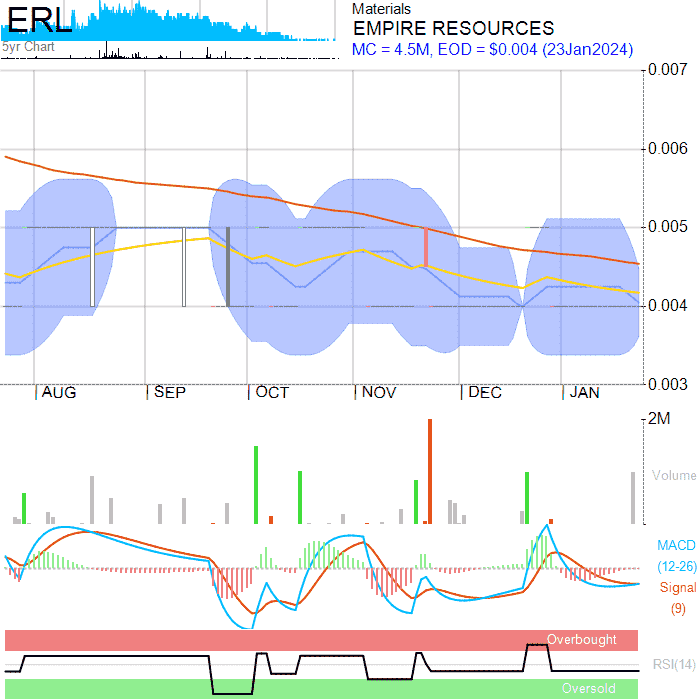 ERL
5yr Chart
Materials
EMPIRE RESOURCES
MC = 4.5M, EOD = $0.004 (23Jan2024)
0.007
0.006
0.005
0.004
0.003
AUG SEP OCT NOV DEC JAN
2M
Volume
MACD
(12-26)
Signal
(9)
Overbought
RSI(14)
Oversold